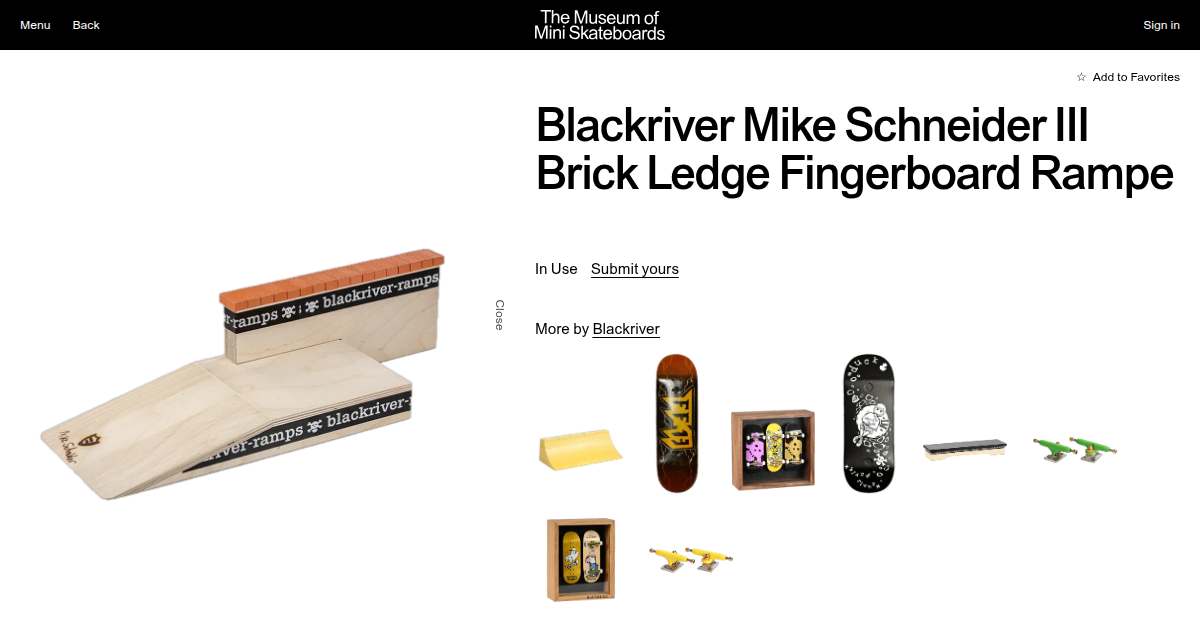 Menu
Back
The Museum of
Mini Skateboards
Sign in
☆ Add to Favorites
Blackriver Mike Schneider III
Brick Ledge Fingerboard Rampe
r-ramps blackriver-ramps
ver-ramps blackriver-
Close
In Use Submit yours
More by Blackriver